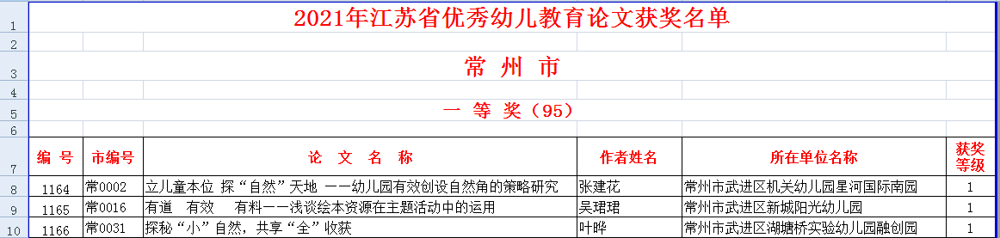 1 2021年江苏省优秀幼儿教育论文获奖名单
2
3 常 州 市
4
5 一 等 奖（95）
6
7 编 号 市编号 论 文 名 称 作者姓名 所在单位名称 获奖等级
8 1164 常0002 立儿童本位 探“自然”天地 ——幼儿园有效创设自然角的策略研究 张建花 常州市武进区机关幼儿园星河国际南园 1
9 1165 常0016 有道 有效 有料——浅谈绘本资源在主题活动中的运用 吴珺珺 常州市武进区新城阳光幼儿园 1
10 1166 常0031 探秘“小”自然，共享“全”收获 叶晔 常州市武进区湖塘桥实验幼儿园融创园 1